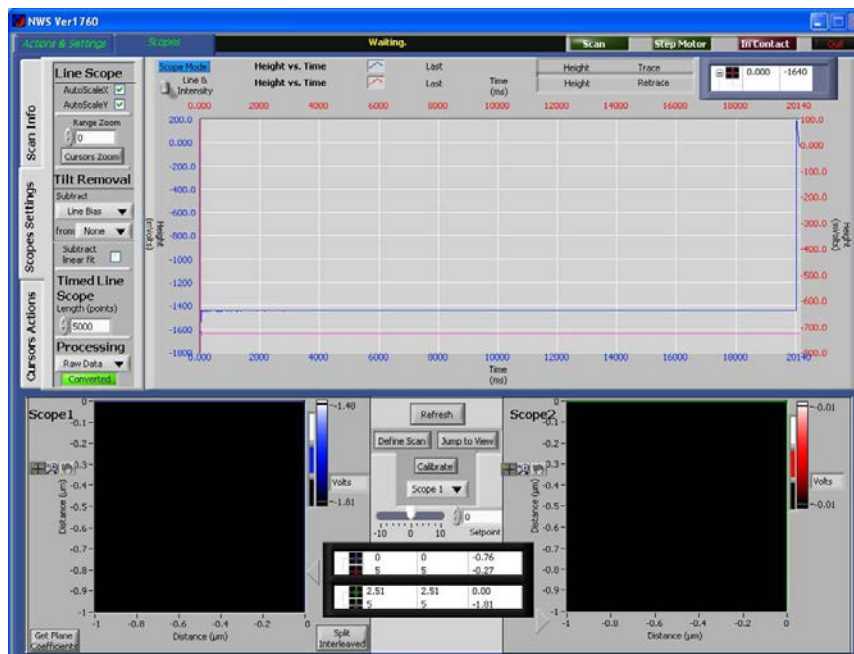 NWS Ver1760
Actions & Settings Scopes Waiting. Scan Step Motor In Contact Quit
Scan Info
Scopes Settings
Cursors Actions
Line Scope
AutoScaleX
AutoScaleY
Range Zoom
0
Cursors Zoom
Tilt Removal
Subtract
Line Bias
from None
Subtract
linear fit
Timed Line
Scope
Length (points)
5000
Processing
Raw Data
Converted
Scope Mode Height vs. Time Last Height Trace
Line &
Intensity
Height vs. Time Last Time
(ms)
Height Retrace
0.000 -1640
0.000 2000 4000 6000 8000 10000 12000 14000 16000 18000 20140
200.0
0.000
-200.0
-400.0
-600.0
-800.0
-1000
-1200
-1400
-1600
-1800
Height
(mVolts)
100.0
0.000
-100.0
-200.0
-300.0
-400.0
-500.0
-600.0
-700.0
-800.0
Height
(mVolts)
0.000 2000 4000 6000 8000 10000 12000 14000 16000 18000 20140
Time
(ms)
Scope1
0
-0.1
-0.2
-0.3
-0.4
-0.5
-0.6
-0.7
-0.8
-0.9
-1
Distance (µm)
-1 -0.8 -0.6 -0.4 -0.2 0
Distance (µm)
Get Plane
Coefficients
-1.48
Volts
-1.81
Refresh
Define Scan Jump to View
Calibrate
Scope 1
-10 0 10
0
Setpoint
0 0 -0.76
5 5 -0.27
2.51 2.51 0.00
5 5 -1.81
Split
Interleaved
Scope2
0
-0.1
-0.2
-0.3
-0.4
-0.5
-0.6
-0.7
-0.8
-0.9
-1
Distance (µm)
-1 -0.8 -0.6 -0.4 -0.2 0
Distance (µm)
-0.01
Volts
-0.01